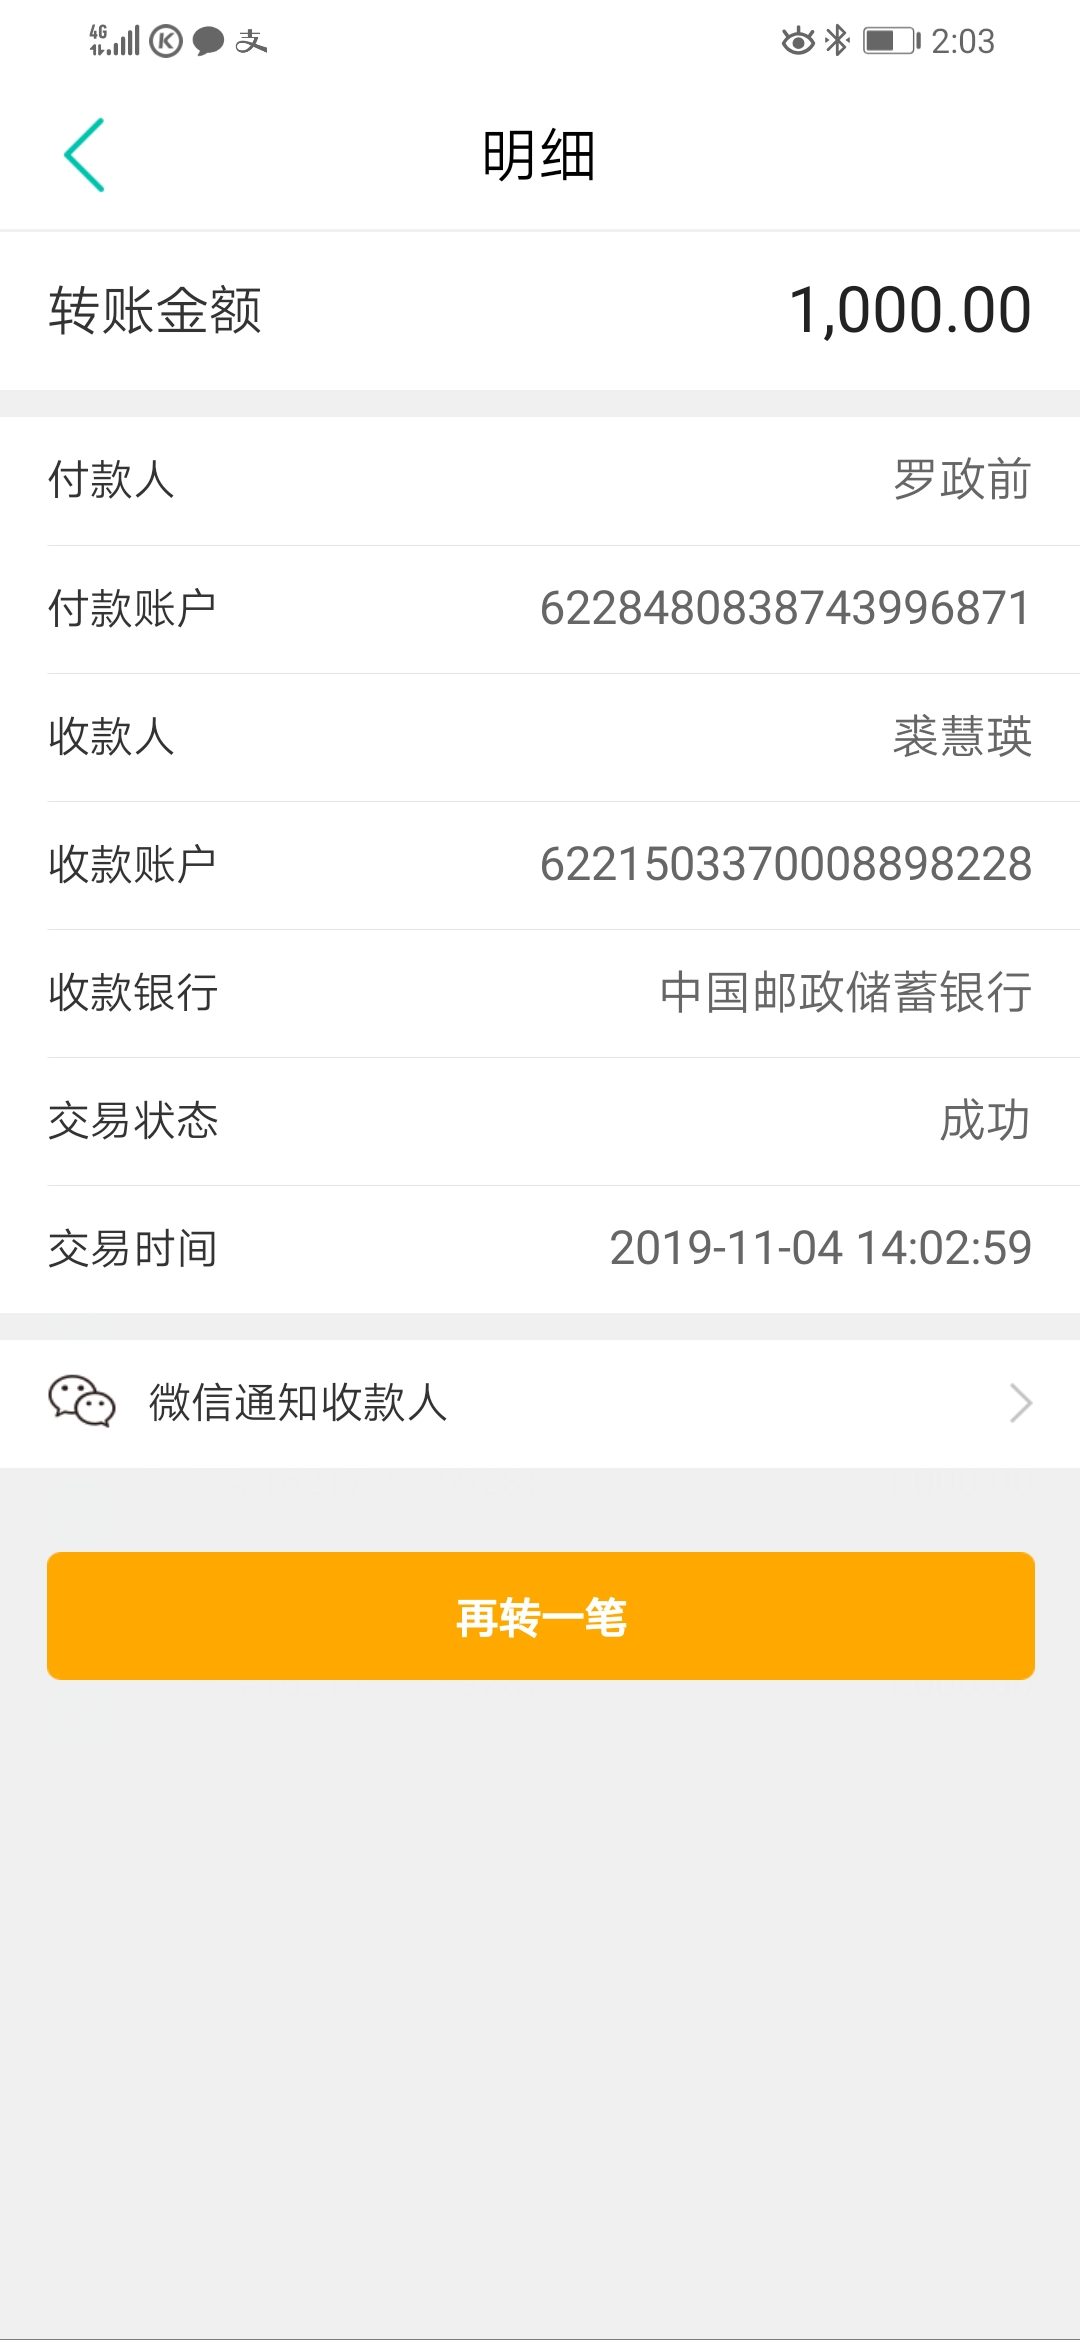 4G 2:03
明细
转账金额 1,000.00
付款人 罗政前
付款账户 6228480838743996871
收款人 裘慧瑛
收款账户 6221503370008898228
收款银行 中国邮政储蓄银行
交易状态 成功
交易时间 2019-11-04 14:02:59
微信通知收款人
再转一笔